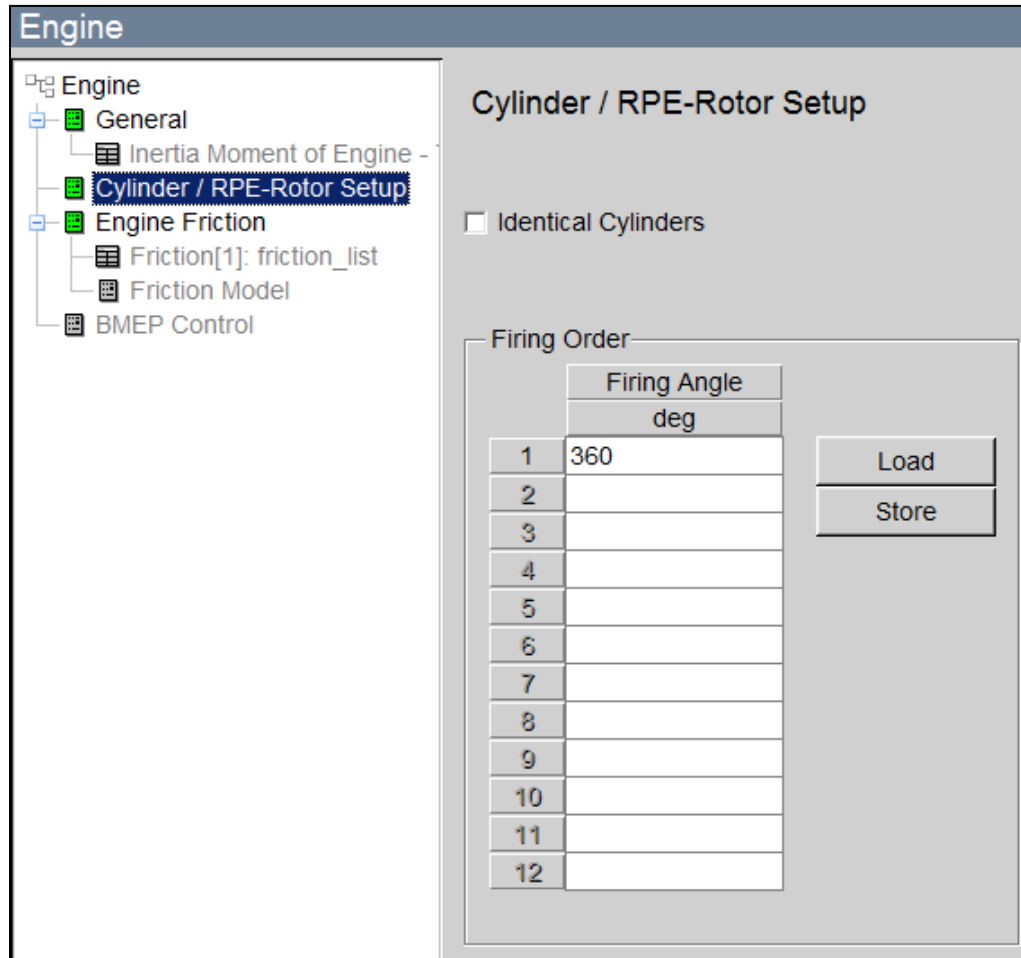 Engine
Engine
General
Inertia Moment of Engine -
Cylinder / RPE-Rotor Setup
Engine Friction
Friction[1]: friction_list
Friction Model
BMEP Control
Cylinder / RPE-Rotor Setup
Identical Cylinders
Firing Order
Firing Angle
deg
1 360
2
3
4
5
6
7
8
9
10
11
12
Load
Store